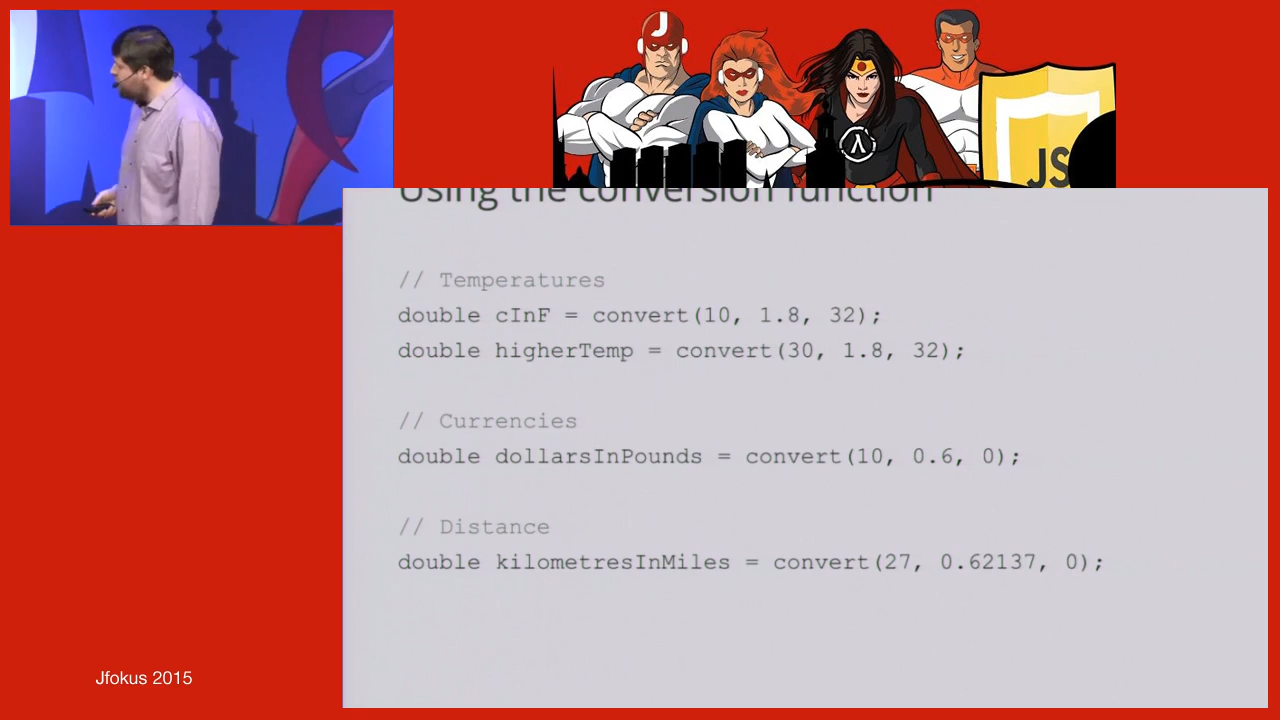 J
λ
JS
Using the conversion function
// Temperatures
double cInF = convert(10, 1.8, 32);
double higherTemp = convert(30, 1.8, 32);
// Currencies
double dollarsInPounds = convert(10, 0.6, 0);
// Distance
double kilometresInMiles = convert(27, 0.62137, 0);
Jfokus 2015